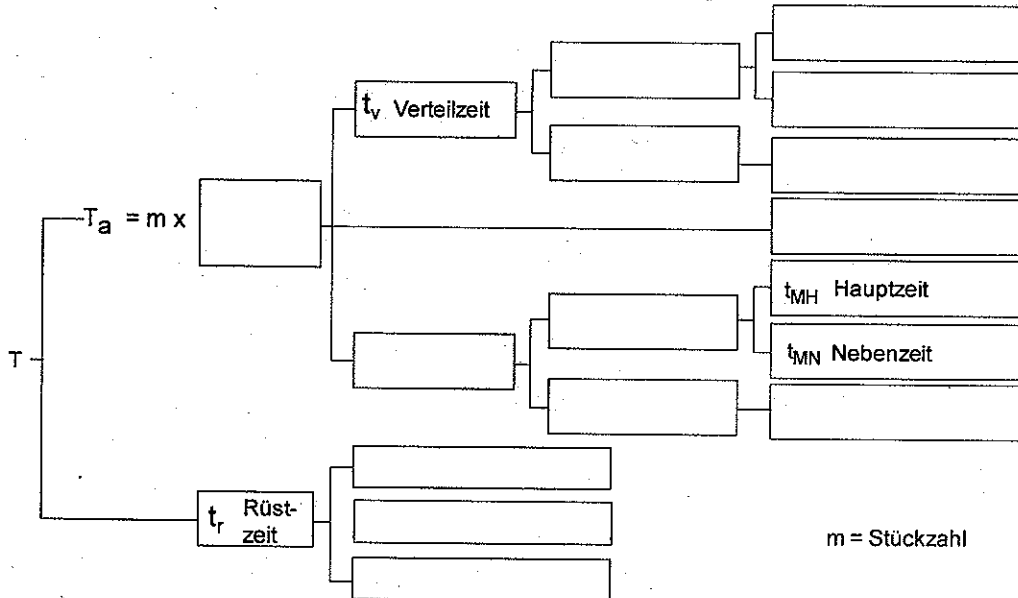 t_v Verteilzeit
T_a = m x
t_MH Hauptzeit
T
t_MN Nebenzeit
t_r Rüst-
zeit
m = Stückzahl